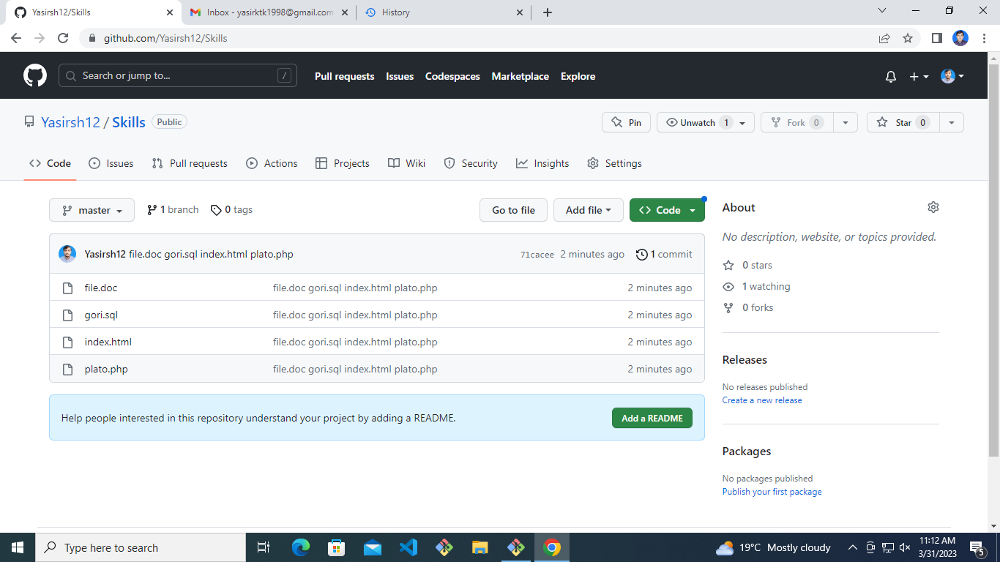 Yasirsh12/Skills
Inbox - yasirktk1998@gmail.com
History
github.com/Yasirsh12/Skills
Search or jump to... /
Pull requests Issues Codespaces Marketplace Explore
Yasirsh12 / Skills Public
Pin Unwatch 1 Fork 0 Star 0
Code Issues Pull requests Actions Projects Wiki Security Insights Settings
master 1 branch 0 tags Go to file Add file Code
Yasirsh12 file.doc gori.sql index.html plato.php 71cacee 2 minutes ago 1 commit
file.doc file.doc gori.sql index.html plato.php 2 minutes ago
gori.sql file.doc gori.sql index.html plato.php 2 minutes ago
index.html file.doc gori.sql index.html plato.php 2 minutes ago
plato.php file.doc gori.sql index.html plato.php 2 minutes ago
Help people interested in this repository understand your project by adding a README. Add a README
About
No description, website, or topics provided.
0 stars
1 watching
0 forks
Releases
No releases published
Create a new release
Packages
No packages published
Publish your first package
Type here to search
19°C Mostly cloudy
11:12 AM
3/31/2023
5